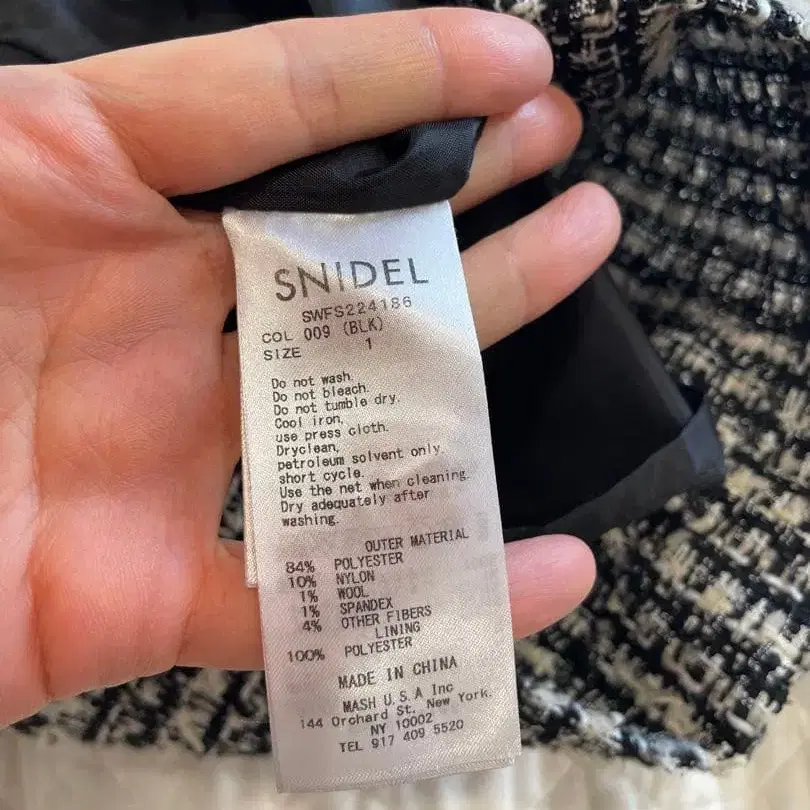 SNIDEL
SWFS224186
COL 009 (BLK)
SIZE 1
Do not wash.
Do not bleach.
Do not tumble dry.
Cool iron,
use press cloth.
Dryclean,
petroleum solvent only.
short cycle.
Use the net when cleaning.
Dry adequately after
washing.
OUTER MATERIAL
84% POLYESTER
10% NYLON
1% WOOL
1% SPANDEX
4% OTHER FIBERS
LINING
100% POLYESTER
MADE IN CHINA
MASH U.S.A Inc
144 Orchard St. New York.
NY 10002
TEL 917 409 5520